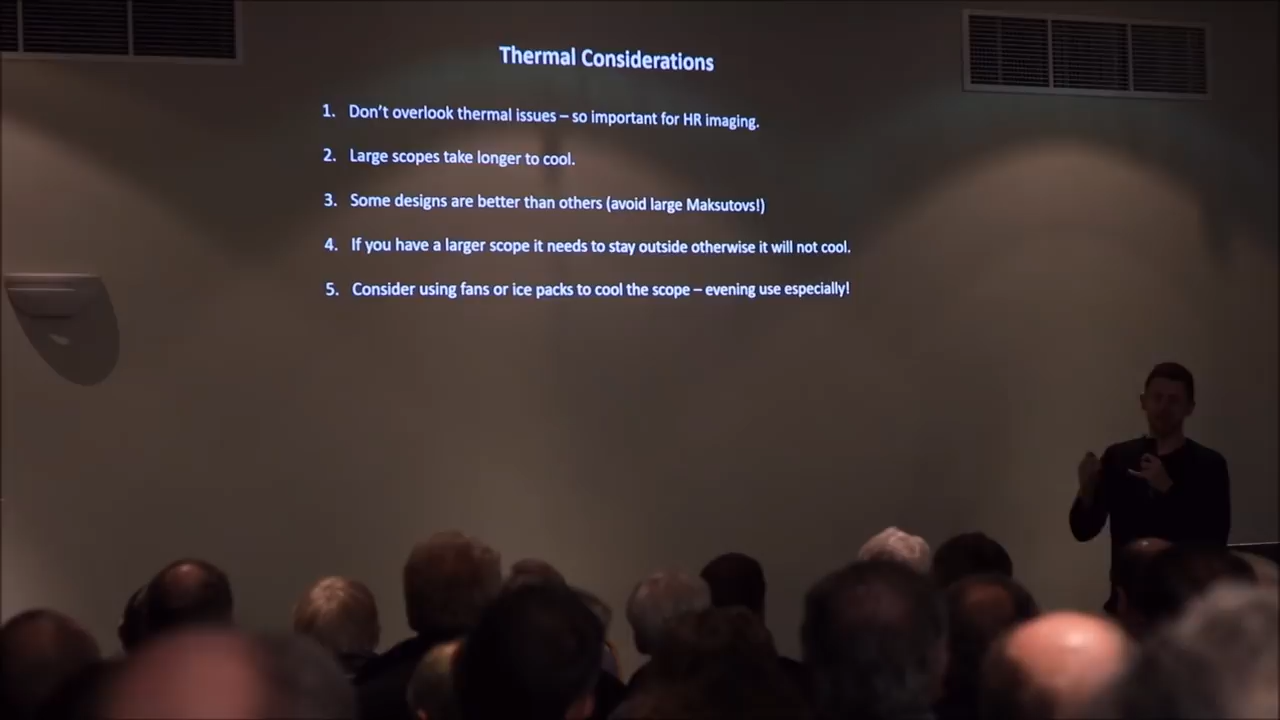 Thermal Considerations
1. Don't overlook thermal issues – so important for HR imaging.
2. Large scopes take longer to cool.
3. Some designs are better than others (avoid large Maksutovs!)
4. If you have a larger scope it needs to stay outside otherwise it will not cool.
5. Consider using fans or ice packs to cool the scope – evening use especially!